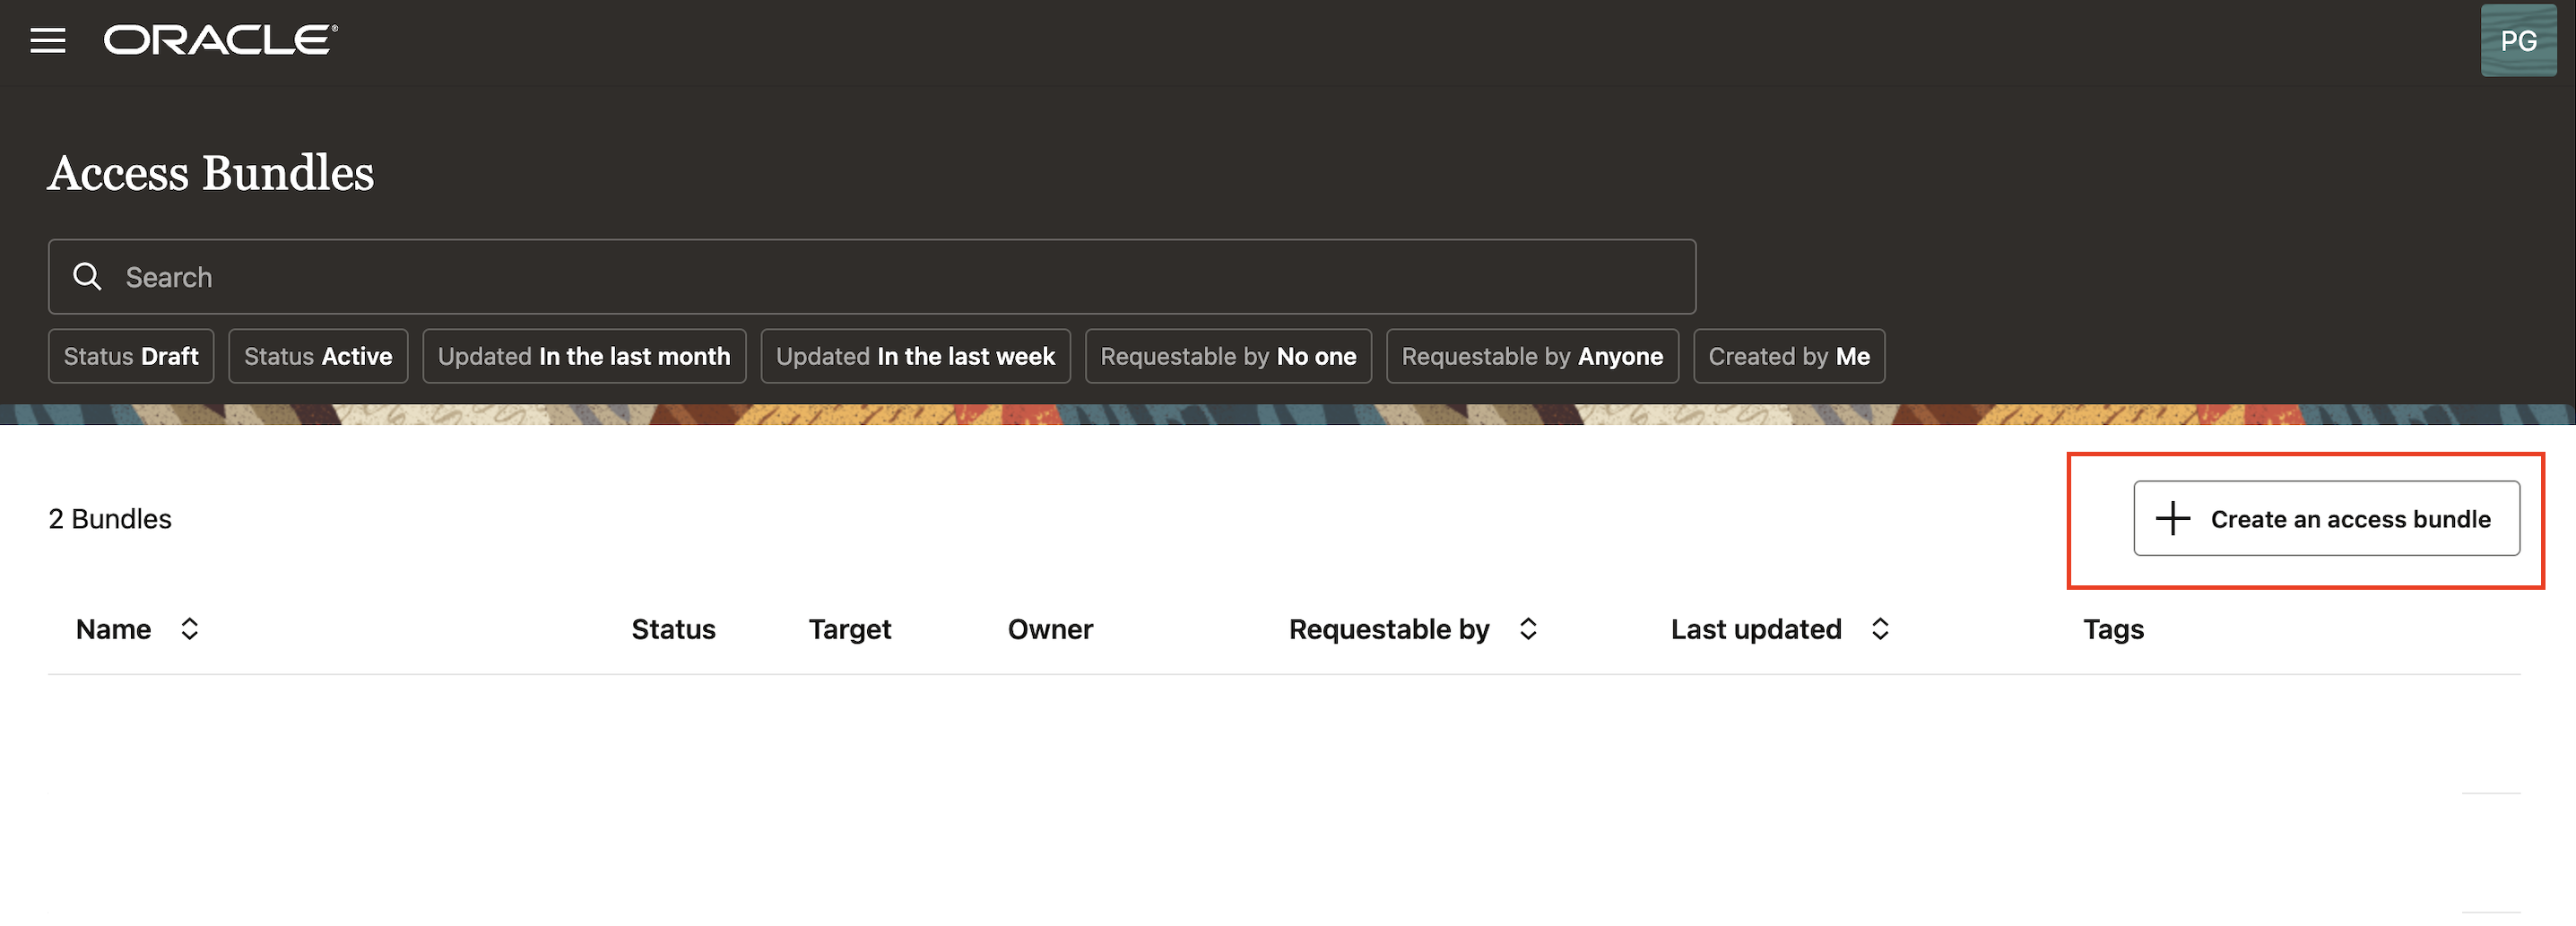 ORACLE®
PG
Access Bundles
Search
Status Draft Status Active Updated In the last month Updated In the last week Requestable by No one Requestable by Anyone Created by Me
2 Bundles
Create an access bundle
Name Status Target Owner Requestable by Last updated Tags